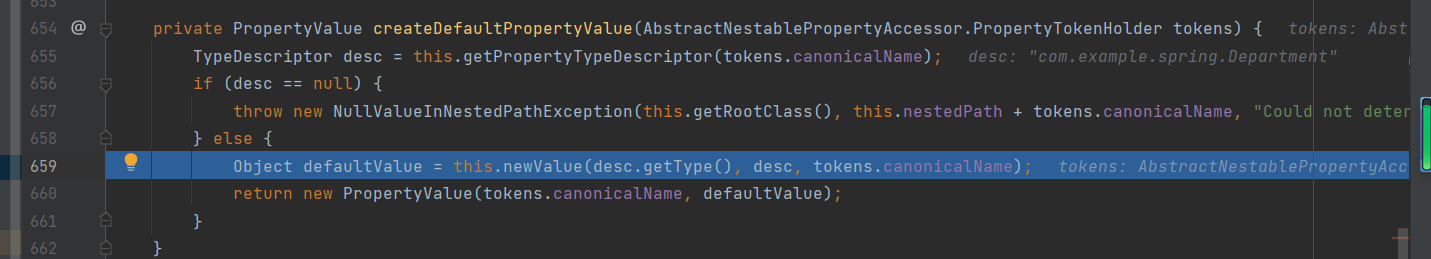 653
654 @ private PropertyValue createDefaultPropertyValue(AbstractNestablePropertyAccessor.PropertyTokenHolder tokens) { tokens: Abst
655 TypeDescriptor desc = this.getPropertyTypeDescriptor(tokens.canonicalName); desc: "com.example.spring.Department"
656 if (desc == null) {
657 throw new NullValueInNestedPathException(this.getRootClass(), this.nestedPath + tokens.canonicalName, "Could not deter
658 } else {
659 Object defaultValue = this.newValue(desc.getType(), desc, tokens.canonicalName); tokens: AbstractNestablePropertyAcc
660 return new PropertyValue(tokens.canonicalName, defaultValue);
661 }
662 }